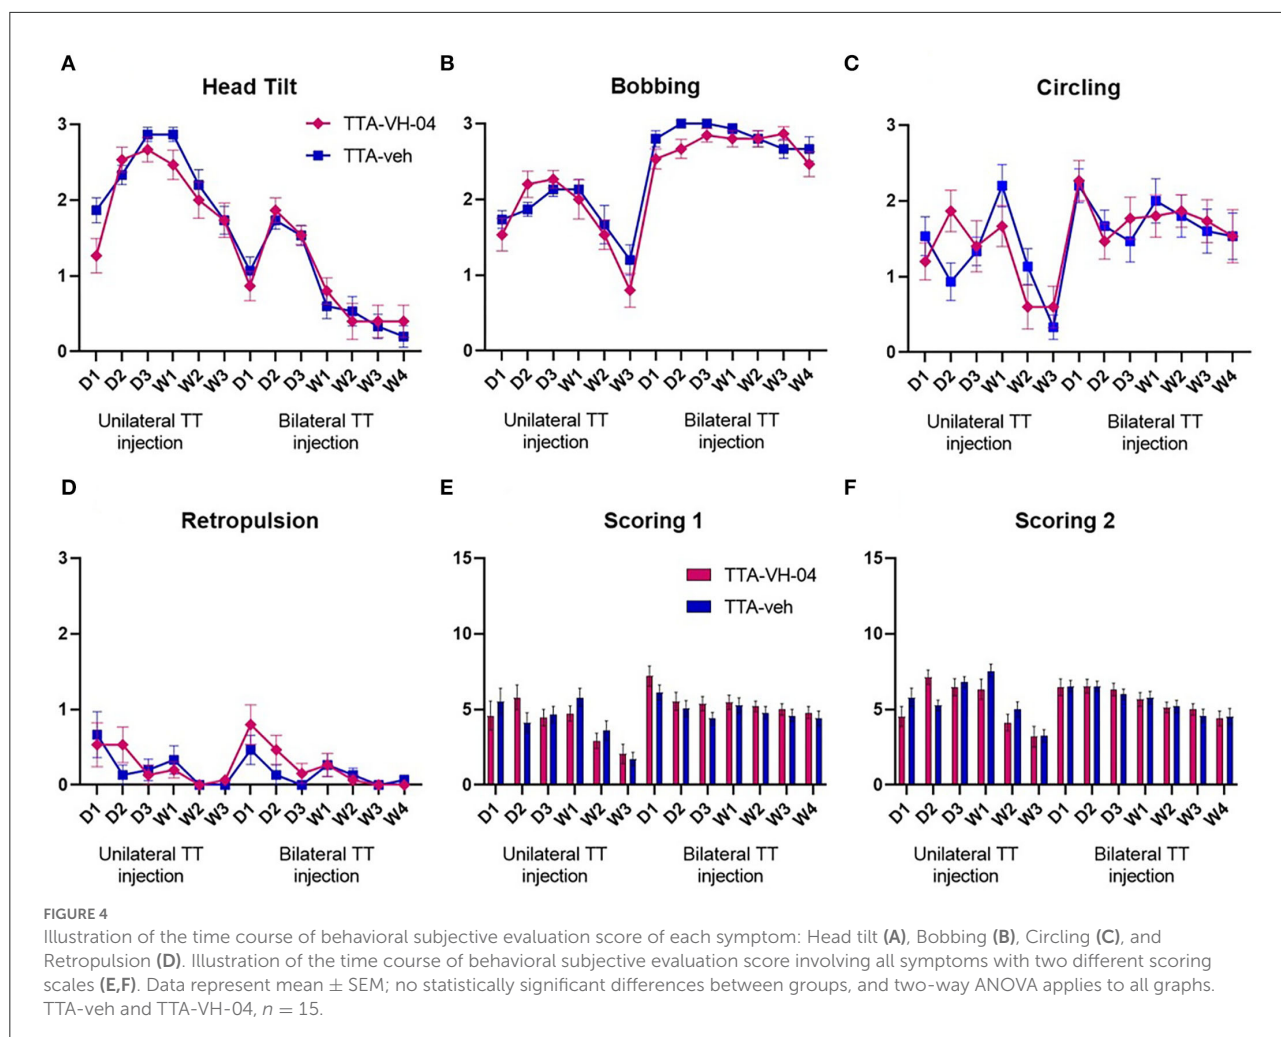 A
Head Tilt
TTA-VH-04
TTA-veh
3
2
1
0
D1 D2 D3 W1 W2 W3 D1 D2 D3 W1 W2 W3 W4
Unilateral TT injection
Bilateral TT injection
B
Bobbing
3
2
1
0
D1 D2 D3 W1 W2 W3 D1 D2 D3 W1 W2 W3 W4
Unilateral TT injection
Bilateral TT injection
C
Circling
3
2
1
0
D1 D2 D3 W1 W2 W3 D1 D2 D3 W1 W2 W3 W4
Unilateral TT injection
Bilateral TT injection
D
Retropulsion
3
2
1
0
D1 D2 D3 W1 W2 W3 D1 D2 D3 W1 W2 W3 W4
Unilateral TT injection
Bilateral TT injection
E
Scoring 1
TTA-VH-04
TTA-veh
15
10
5
0
D1 D2 D3 W1 W2 W3 D1 D2 D3 W1 W2 W3 W4
Unilateral TT injection
Bilateral TT injection
F
Scoring 2
15
10
5
0
D1 D2 D3 W1 W2 W3 D1 D2 D3 W1 W2 W3 W4
Unilateral TT injection
Bilateral TT injection
FIGURE 4
Illustration of the time course of behavioral subjective evaluation score of each symptom: Head tilt (A), Bobbing (B), Circling (C), and
Retropulsion (D). Illustration of the time course of behavioral subjective evaluation score involving all symptoms with two different scoring
scales (E,F). Data represent mean ± SEM; no statistically significant differences between groups, and two-way ANOVA applies to all graphs.
TTA-veh and TTA-VH-04, n = 15.